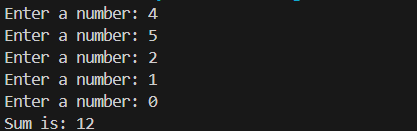 Enter a number: 4
Enter a number: 5
Enter a number: 2
Enter a number: 1
Enter a number: 0
Sum is: 12